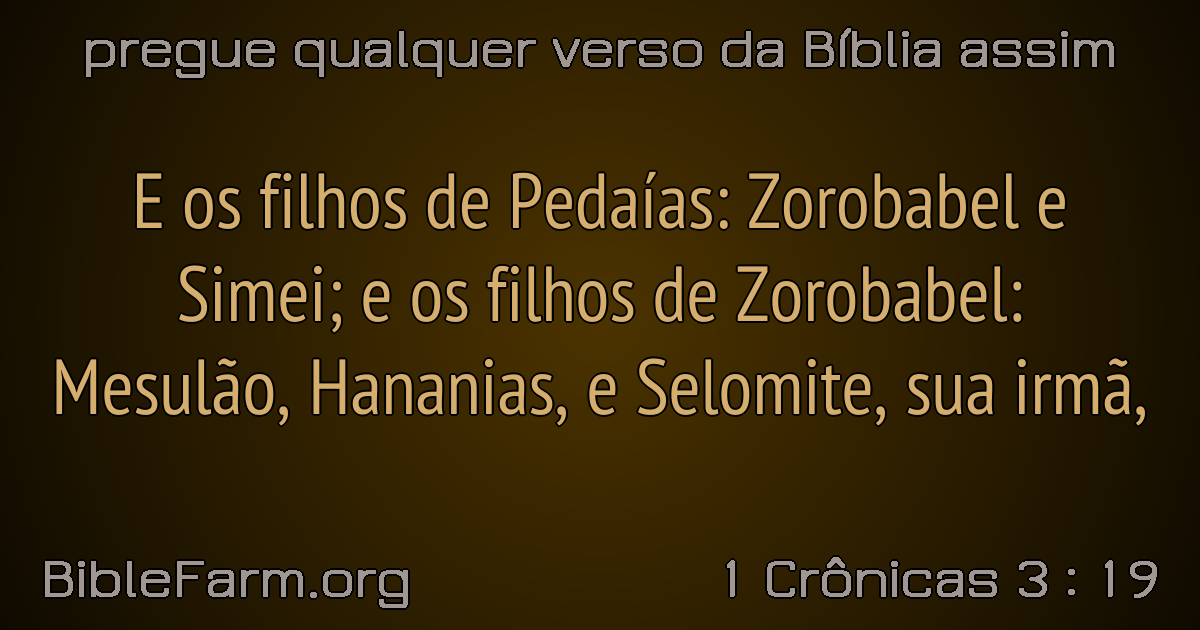 pregue qualquer verso da Bíblia assim
E os filhos de Pedaías: Zorobabel e
Simei; e os filhos de Zorobabel:
Mesulão, Hananias, e Selomite, sua irmã,
BibleFarm.org
1 Crônicas 3 : 19